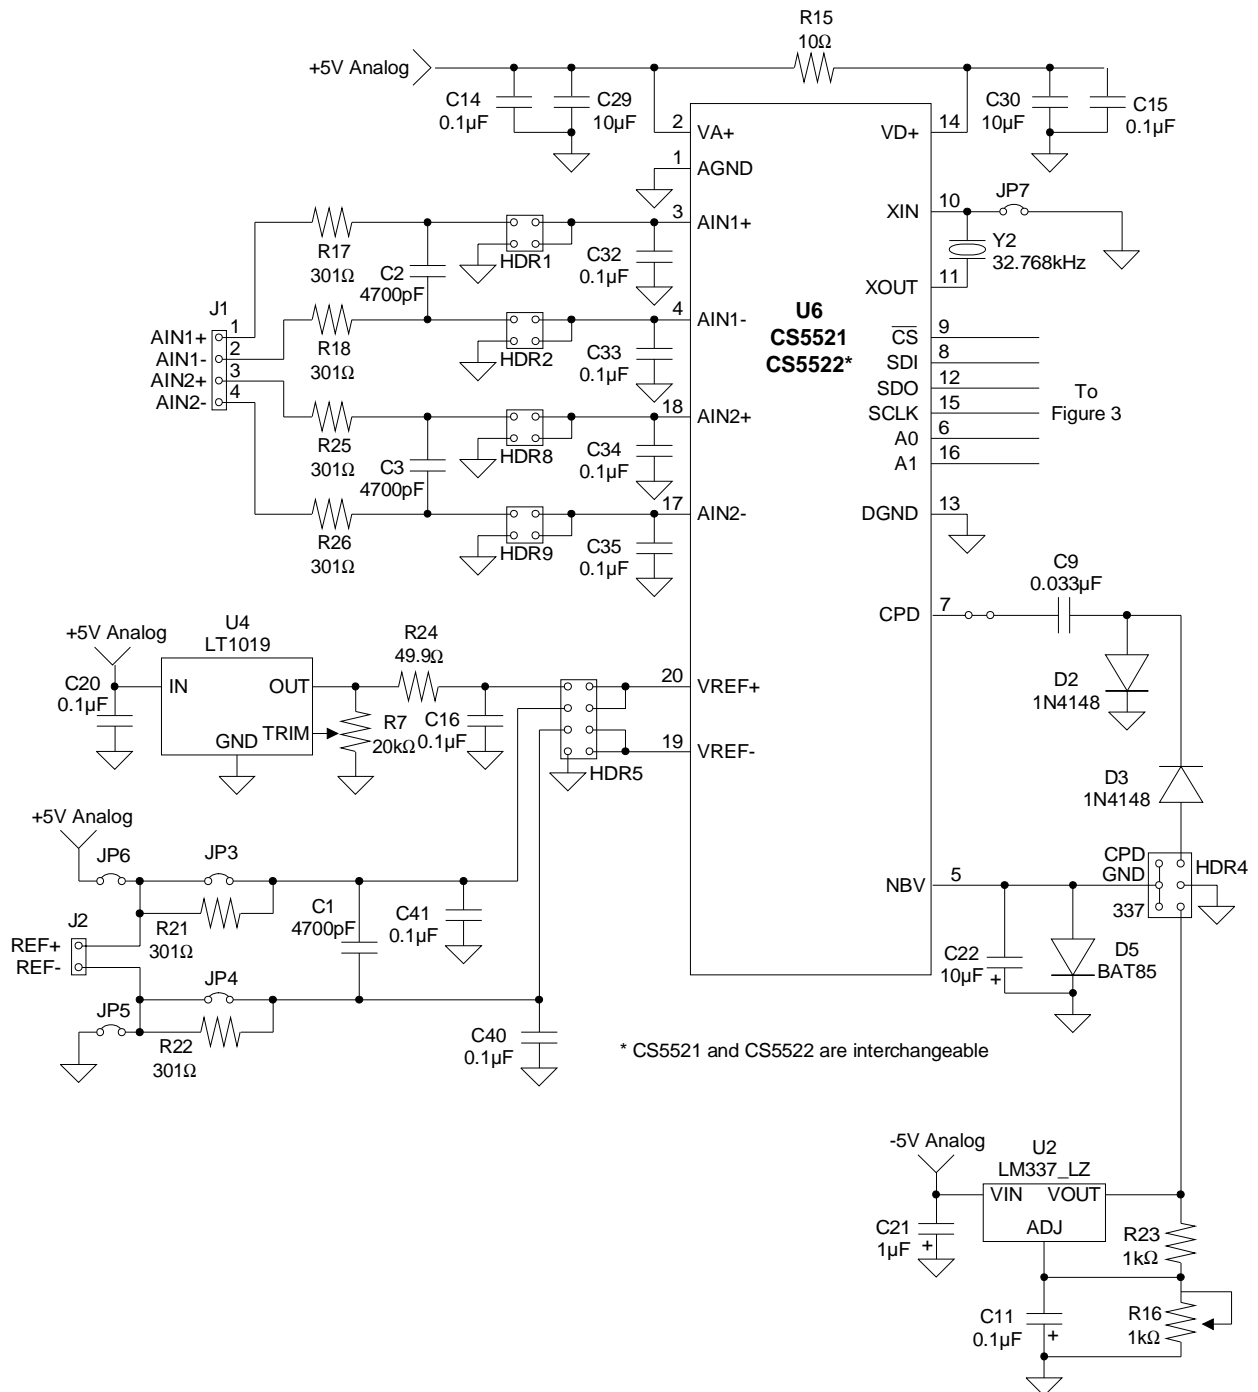 R15
10Ω
+5V Analog
C14
0.1µF
C29
10µF
C30
10µF
C15
0.1µF
2
VA+
VD+
14
1
AGND
JP7
XIN
10
3
AIN1+
Y2
32.768kHz
R17
301Ω
C2
4700pF
HDR1
C32
0.1µF
XOUT
11
J1
4
AIN1-
U6
CS5521
CS5522*
AIN1+
1
AIN1-
2
AIN2+
3
AIN2-
4
R18
301Ω
HDR2
C33
0.1µF
CS
9
SDI
8
SDO
12
SCLK
15
A0
6
A1
16
To
Figure 3
18
AIN2+
R25
301Ω
C3
4700pF
HDR8
C34
0.1µF
17
AIN2-
DGND
13
R26
301Ω
HDR9
C35
0.1µF
C9
0.033µF
CPD
7
+5V Analog
U4
LT1019
R24
49.9Ω
C20
0.1µF
IN
OUT
TRIM
GND
R7
20kΩ
C16
0.1µF
20
VREF+
19
VREF-
HDR5
D2
1N4148
D3
1N4148
+5V Analog
JP6
JP3
CPD
GND
337
HDR4
NBV
5
J2
REF+
REF-
R21
301Ω
C1
4700pF
C41
0.1µF
C22
10µF
+
D5
BAT85
JP5
JP4
R22
301Ω
C40
0.1µF
* CS5521 and CS5522 are interchangeable
-5V Analog
U2
LM337_LZ
VIN
VOUT
ADJ
C21
1µF
+
R23
1kΩ
C11
0.1µF
+
R16
1kΩ